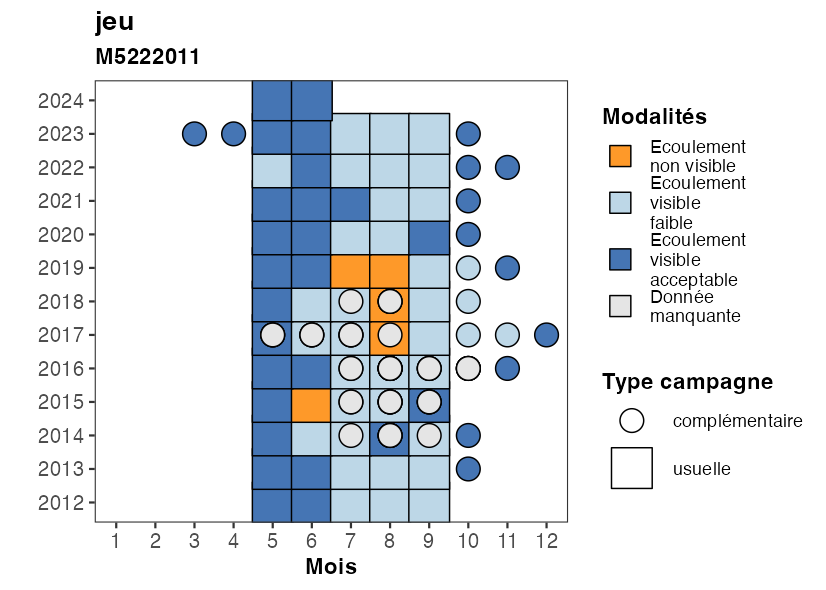 jeu
M5222011
2024
2023
2022
2021
2020
2019
2018
2017
2016
2015
2014
2013
2012
1 2 3 4 5 6 7 8 9 10 11 12
Mois
Modalités
Ecoulement
non visible
Ecoulement
visible
faible
Ecoulement
visible
acceptable
Donnée
manquante
Type campagne
complémentaire
usuelle